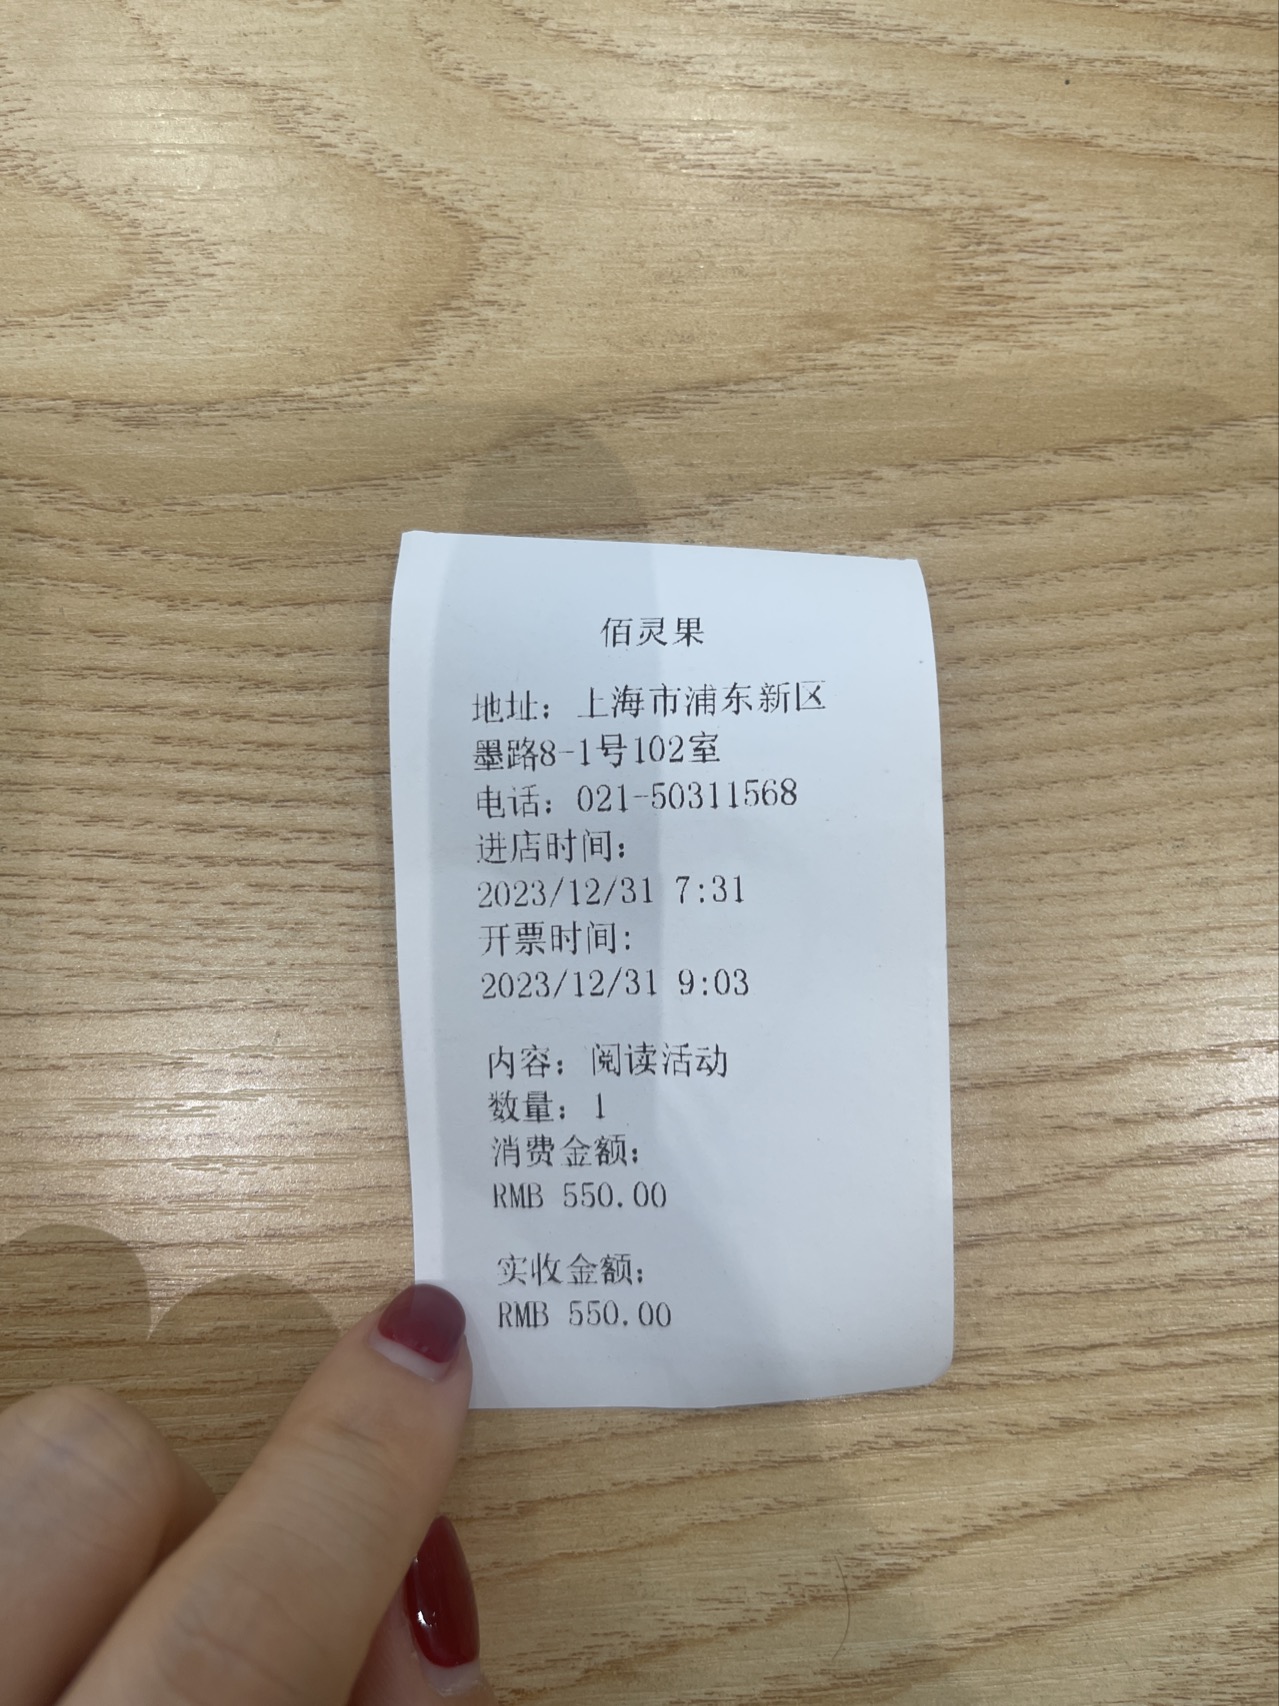 佰灵果
地址：上海市浦东新区
墨路8-1号102室
电话：021-50311568
进店时间：
2023/12/31 7:31
开票时间：
2023/12/31 9:03
内容：阅读活动
数量：1
消费金额：
RMB 550.00
实收金额：
RMB 550.00